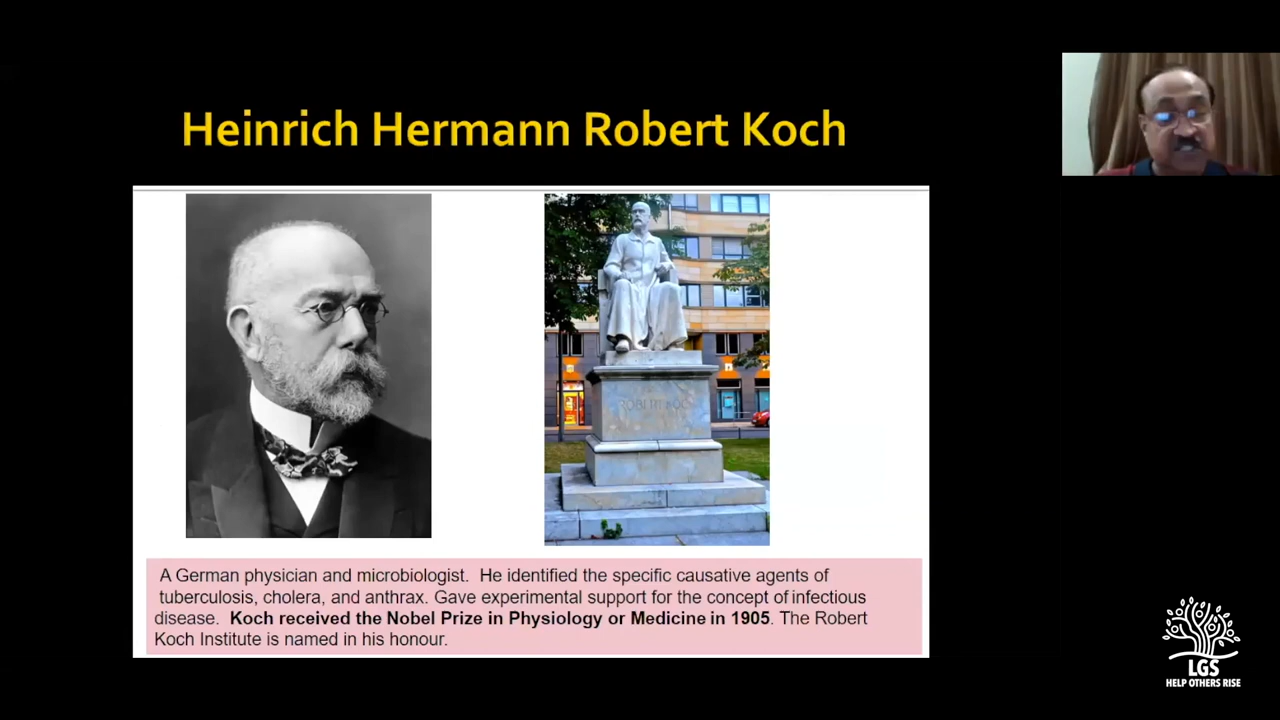 Heinrich Hermann Robert Koch
ROBERT KOCH
A German physician and microbiologist. He identified the specific causative agents of
tuberculosis, cholera, and anthrax. Gave experimental support for the concept of infectious
disease. Koch received the Nobel Prize in Physiology or Medicine in 1905. The Robert
Koch Institute is named in his honour.
LGS
HELP OTHERS RISE